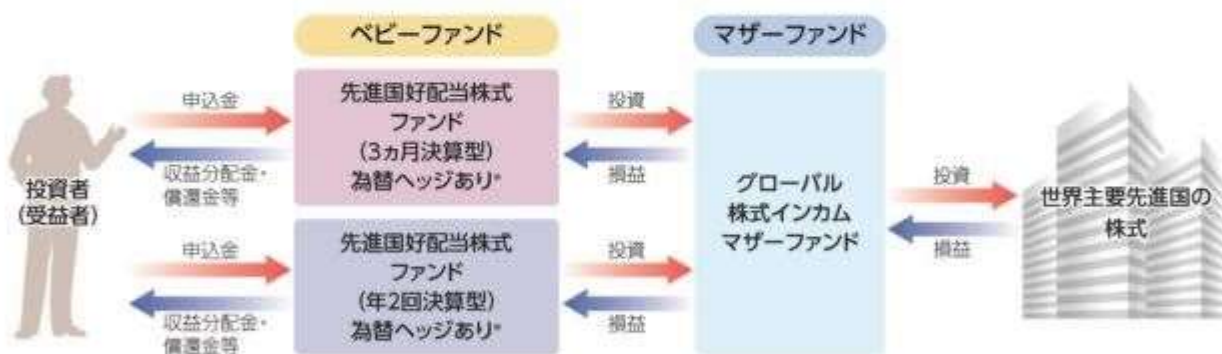 ベビーファンド
マザーファンド
投資者
(受益者)
申込金
収益分配金・
償還金等
先進国好配当株式
ファンド
(3ヵ月決算型)
為替ヘッジあり*
投資
損益
申込金
収益分配金・
償還金等
先進国好配当株式
ファンド
(年2回決算型)
為替ヘッジあり*
投資
損益
グローバル
株式インカム
マザーファンド
投資
損益
世界主要先進国の
株式